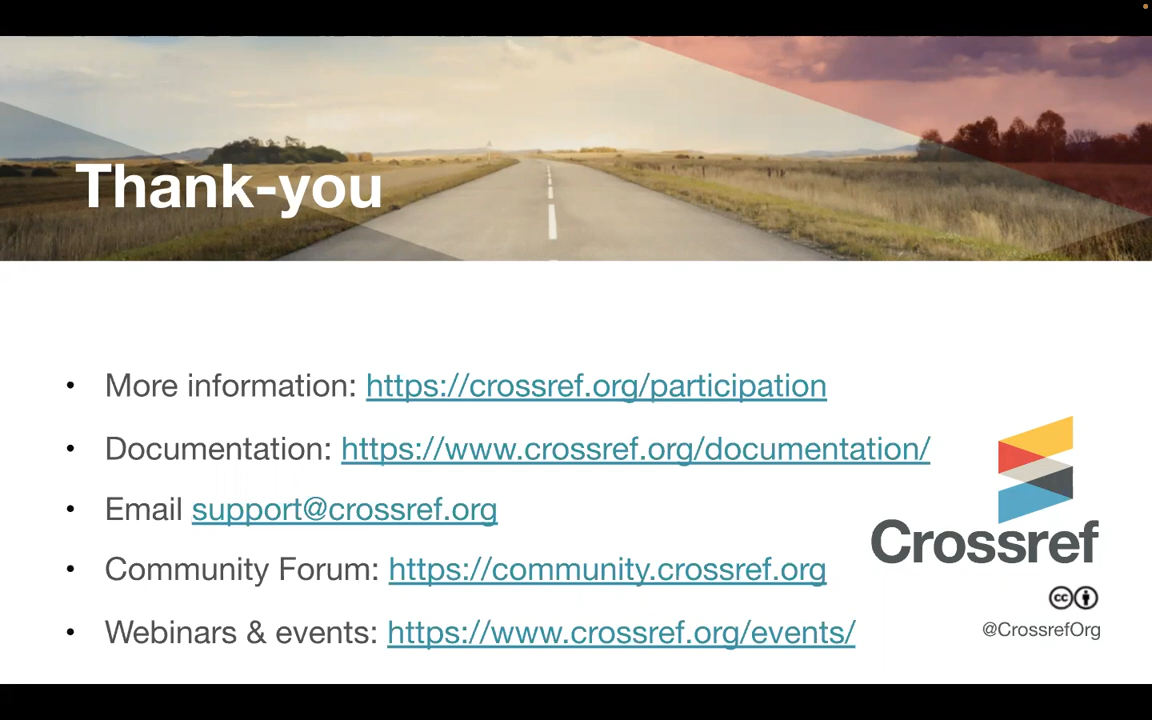 Thank-you
• More information: https://crossref.org/participation
• Documentation: https://www.crossref.org/documentation/
• Email support@crossref.org
• Community Forum: https://community.crossref.org
• Webinars & events: https://www.crossref.org/events/
Crossref
cc
@CrossrefOrg